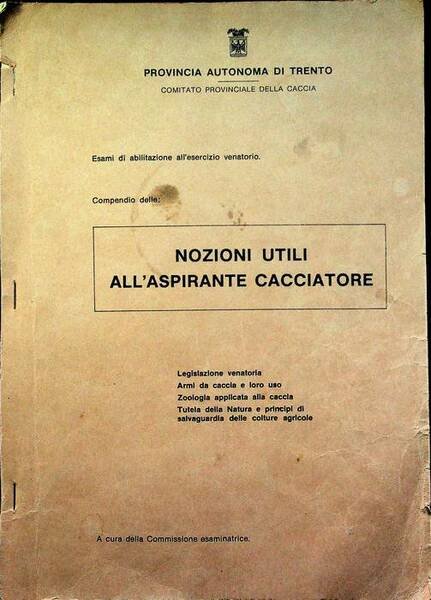 PROVINCIA AUTONOMA DI TRENTO
COMITATO PROVINCIALE DELLA CACCIA
Esami di abilitazione all'esercizio venatorio.
Compendio delle:
NOZIONI UTILI
ALL'ASPIRANTE CACCIATORE
Legislazione venatoria
Armi da caccia e loro uso
Zoologia applicata alla caccia
Tutela della Natura e principi di
salvaguardia delle colture agricole
A cura della Commissione esaminatrice.